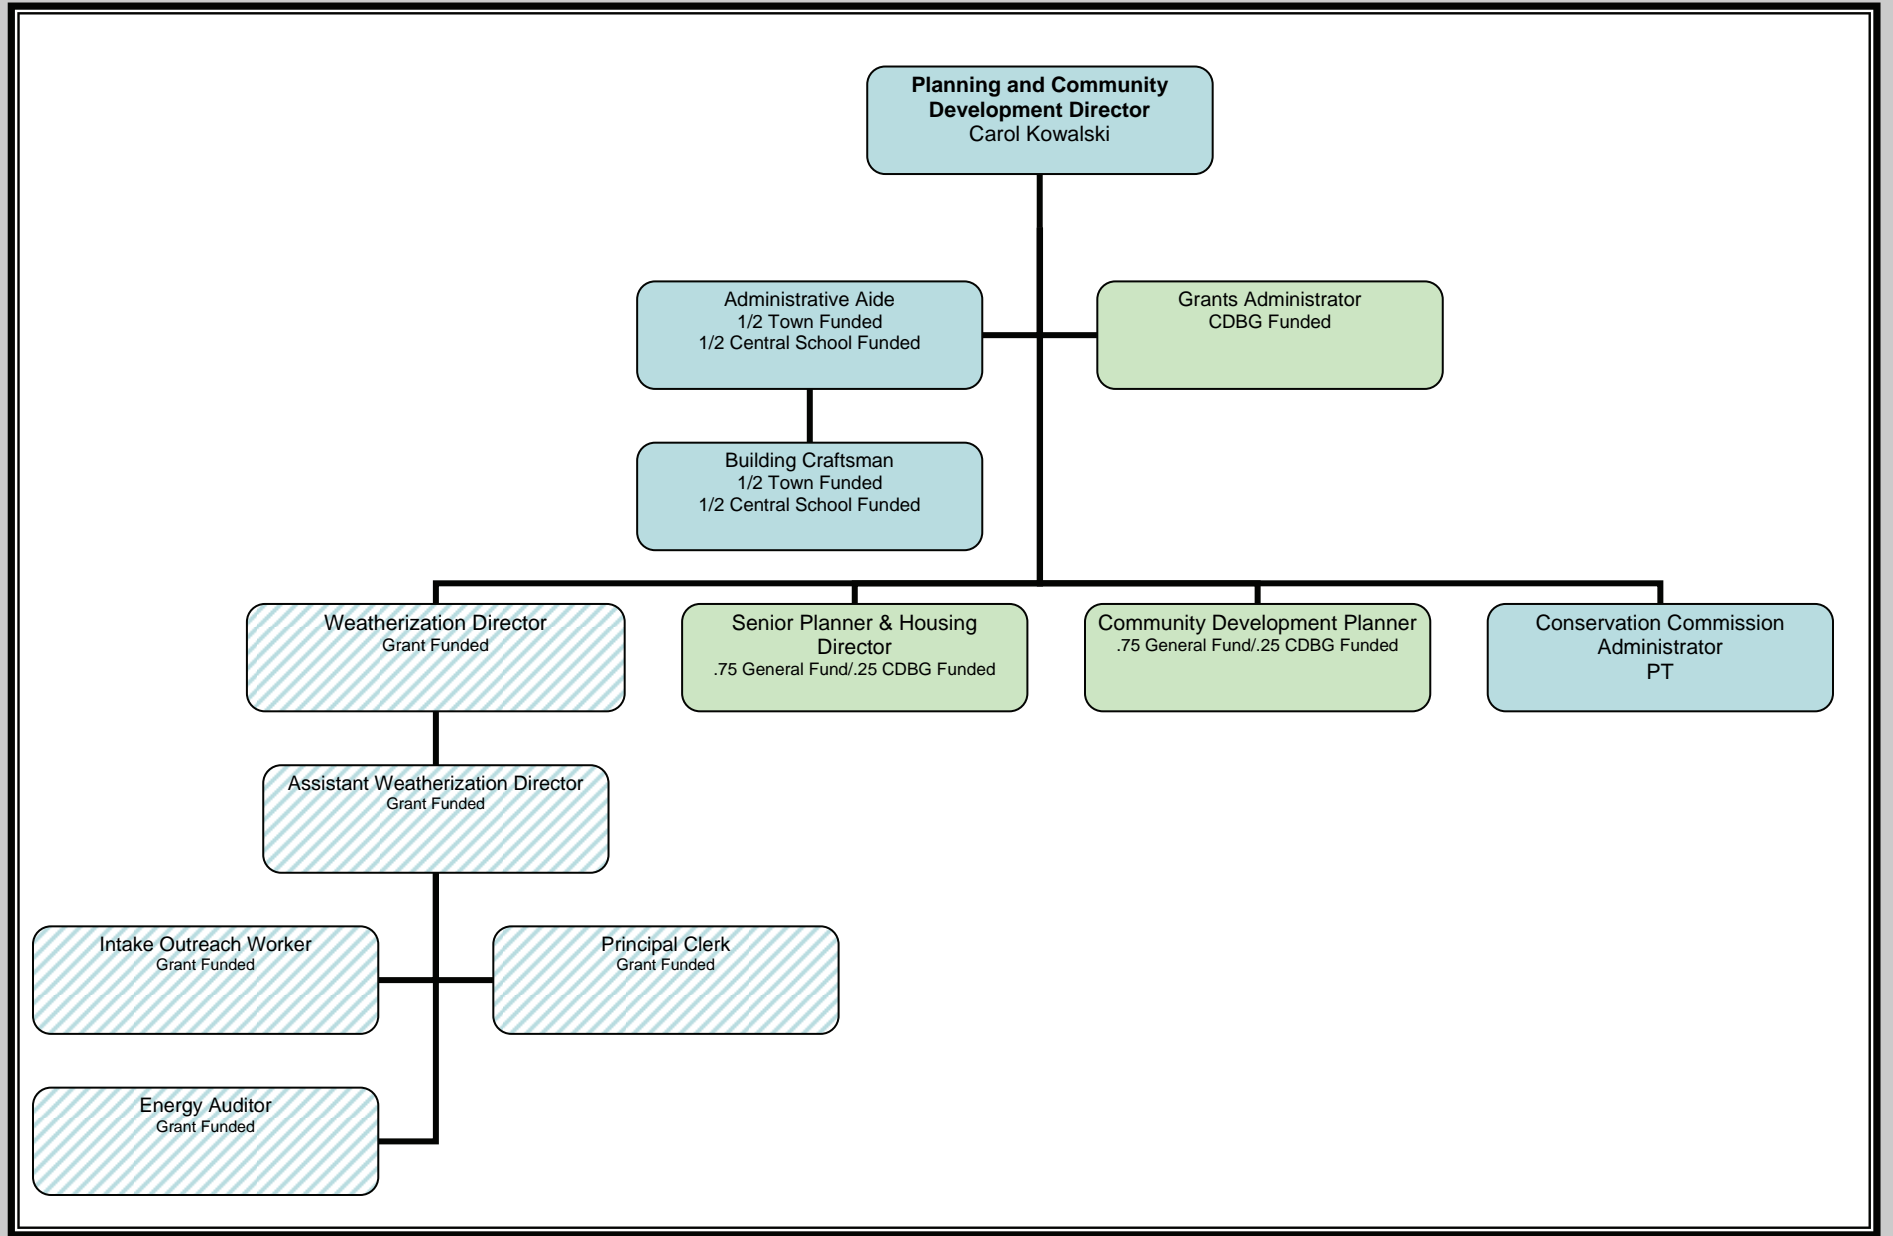 Planning and Community
Development Director
Carol Kowalski
Administrative Aide
1/2 Town Funded
1/2 Central School Funded
Grants Administrator
CDBG Funded
Building Craftsman
1/2 Town Funded
1/2 Central School Funded
Weatherization Director
Grant Funded
Senior Planner & Housing
Director
.75 General Fund/.25 CDBG Funded
Community Development Planner
.75 General Fund/.25 CDBG Funded
Conservation Commission
Administrator
PT
Assistant Weatherization Director
Grant Funded
Intake Outreach Worker
Grant Funded
Principal Clerk
Grant Funded
Energy Auditor
Grant Funded